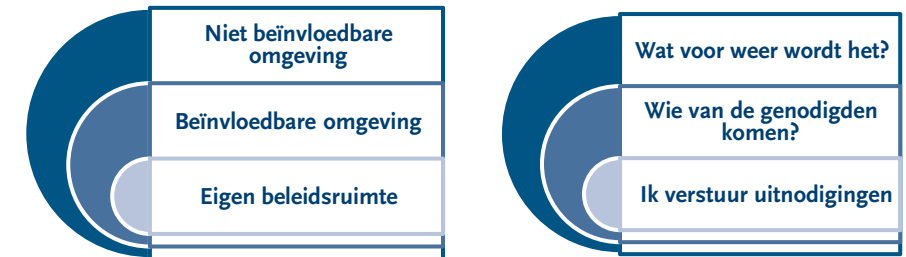 Niet beïnvloedbare
omgeving
Beïnvloedbare omgeving
Eigen beleidsruimte
Wat voor weer wordt het?
Wie van de genodigden
komen?
Ik verstuur uitnodigingen